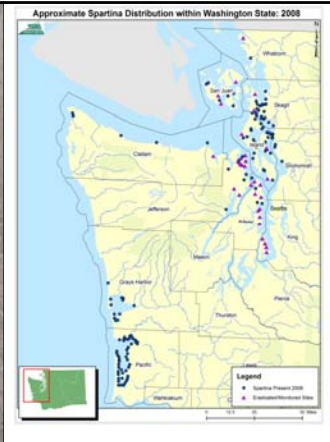 Approximate Spartina Distribution within Washington State: 2008
Whatcom
San Juan
Skagit
Island
Clallam
Snohomish
Jefferson
Seattle
King
Mason
Grays Harbor
Pierce
Thurston
Pacific
Lewis
Wahkiakum
Legend
Spartina Present 2008
Eradicated/Monitored Sites